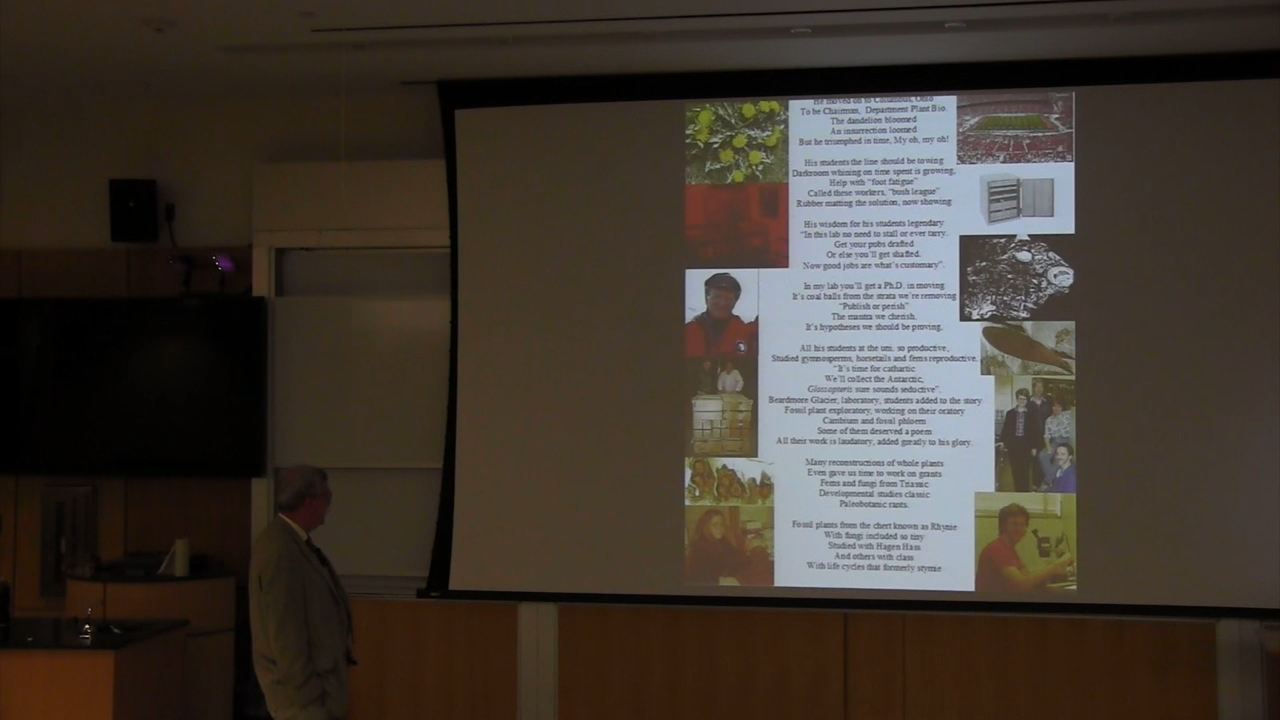 He moved on to Columbus, Ohio
To be Chairman, Department Plant Bio.
The dandelion bloomed
An insurrection loomed
But he triumphed in time, My oh, my oh!
His students the line should be towing
Darkroom whining on time spent is growing,
Help with "foot fatigue"
Called these workers, "bush league"
Rubber matting the solution, now showing
His wisdom for his students legendary
"In this lab no need to stall or ever tarry.
Get your pubs drafted
Or else you'll get shafted.
Now good jobs are what's customary".
In my lab you'll get a Ph.D. in moving
It's coal balls from the strata we're removing
"Publish or perish"
The mantra we cherish,
It's hypotheses we should be proving.
All his students at the uni. so productive,
Studied gymnosperms, horsetails and ferns reproductive.
"It's time for cathartic
We'll collect the Antarctic,
Glossopteris sure sounds seductive".
Beardmore Glacier, laboratory, students added to the story
Fossil plant exploratory, working on their oratory
Cambium and fossil phloem
Some of them deserved a poem
All their work is laudatory, added greatly to his glory.
Many reconstructions of whole plants
Even gave us time to work on grants
Ferns and fungi from Triassic
Developmental studies classic
Paleobotanic rants.
Fossil plants from the chert known as Rhynie
With fungi included so tiny
Studied with Hagen Hass
And others with class
With life cycles that formerly stymie